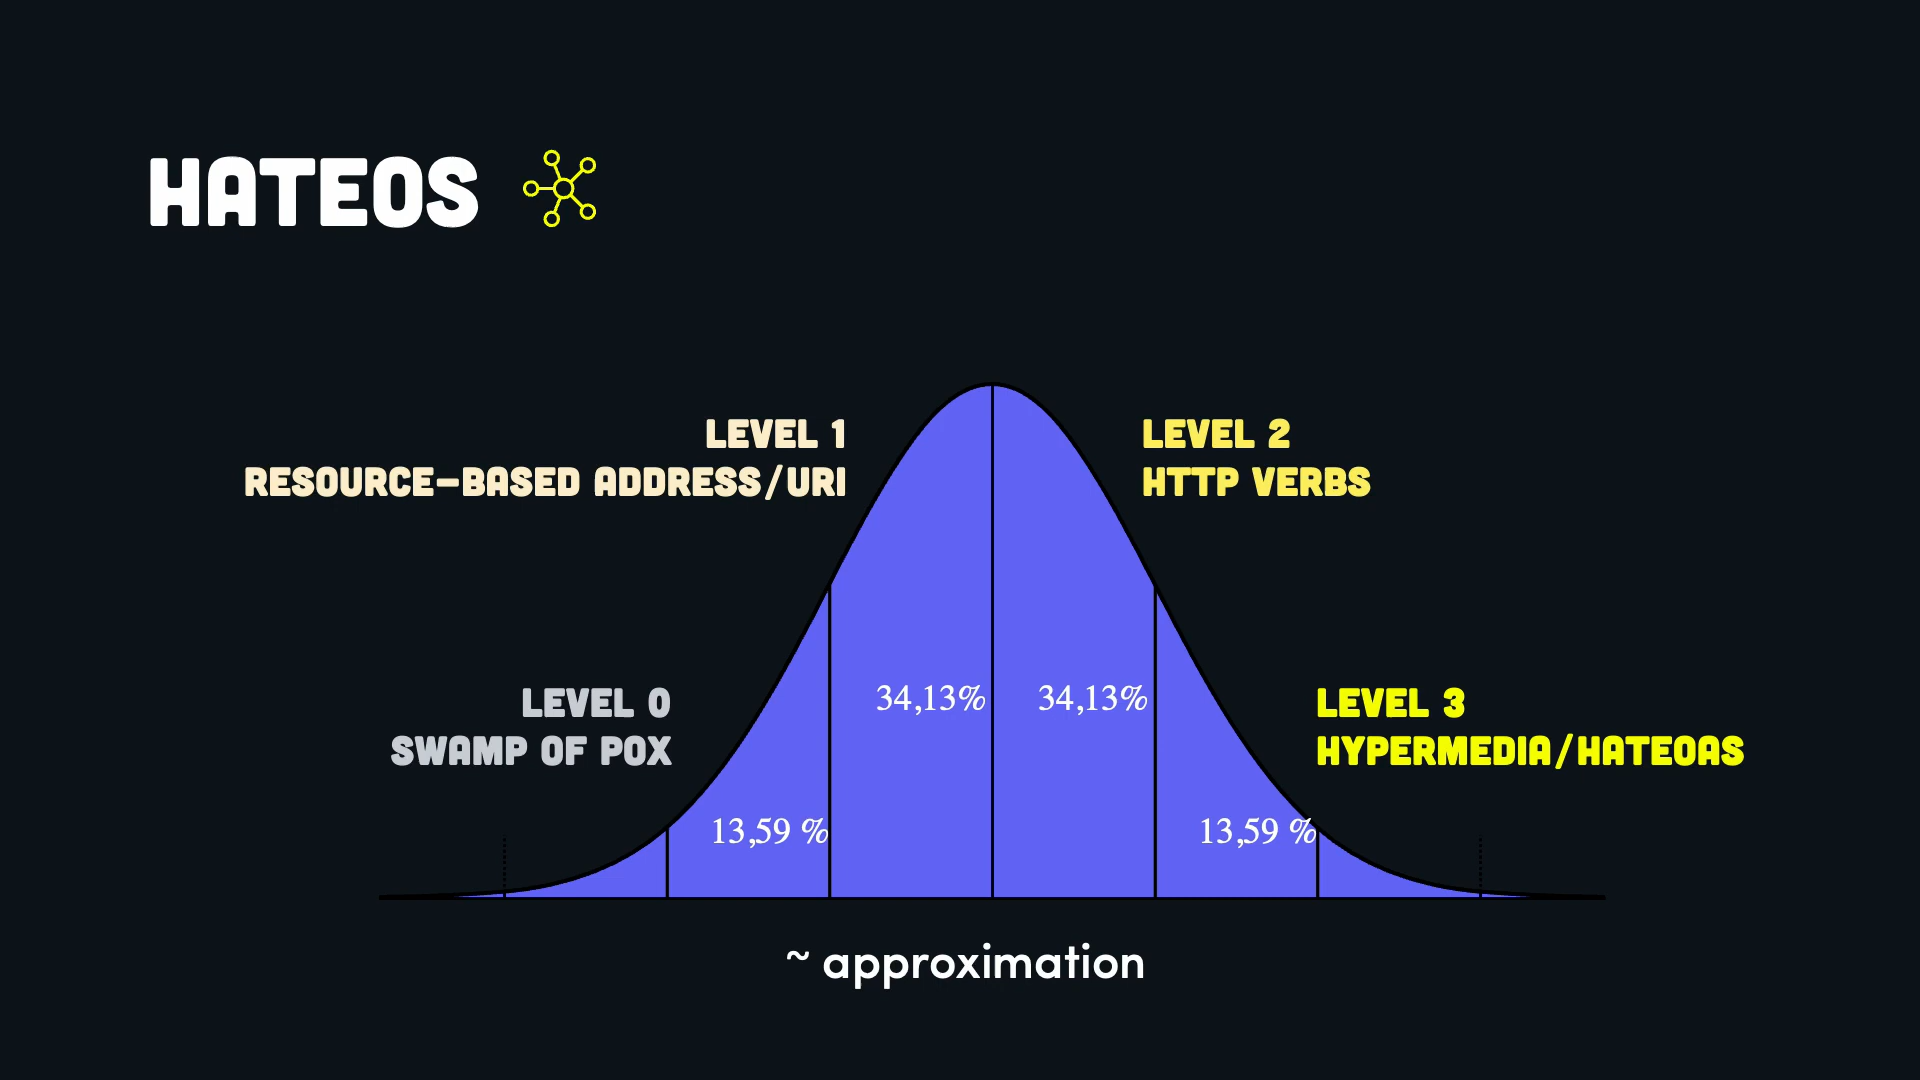 HATEOS
LEVEL 1
RESOURCE-BASED ADDRESS/URI
LEVEL 2
HTTP VERBS
LEVEL 0
SWAMP OF POX
34,13%
34,13%
LEVEL 3
HYPERMEDIA/HATEOAS
13,59 %
13,59 %
~ approximation